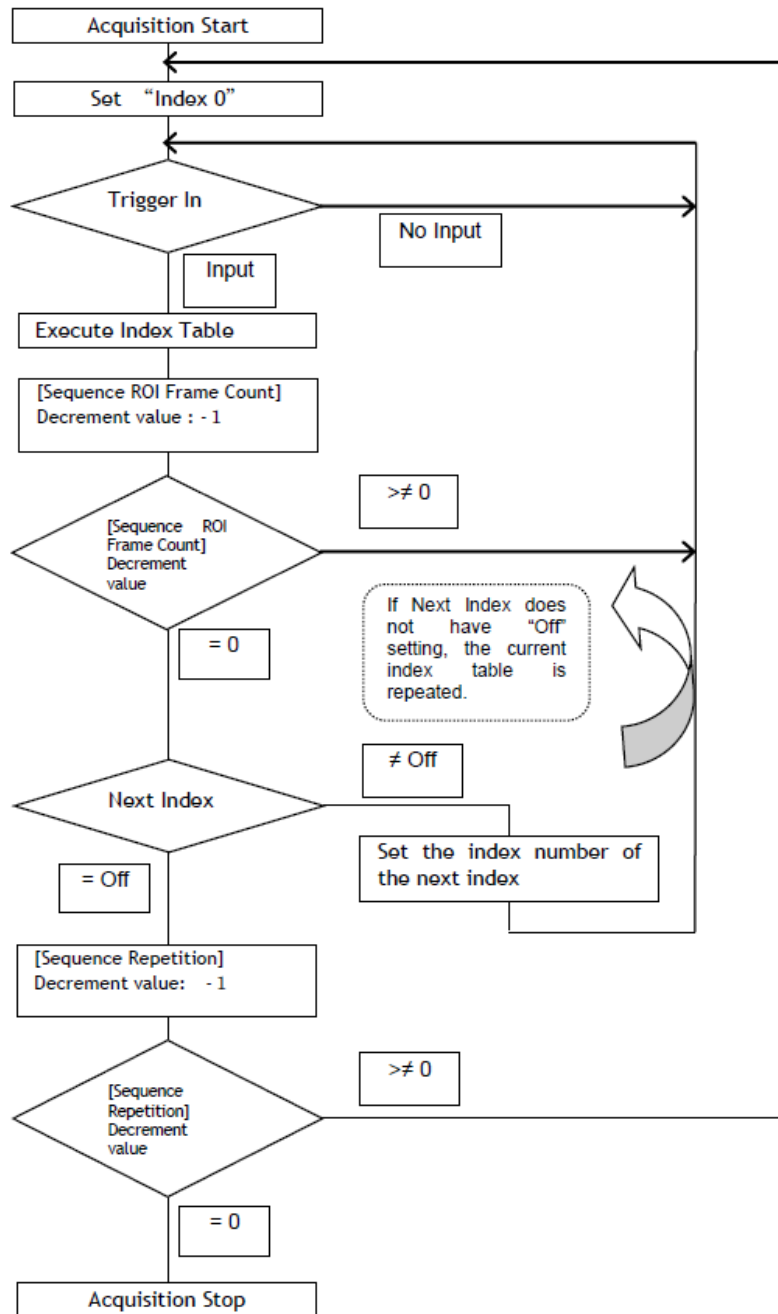 Acquisition Start
Set “Index 0”
Trigger In
No Input
Input
Execute Index Table
[Sequence ROI Frame Count]
Decrement value : - 1
>≠ 0
[Sequence ROI
Frame Count]
Decrement
value
= 0
If Next Index does
not have “Off”
setting, the current
index table is
repeated.
≠ Off
Next Index
Set the index number of
the next index
= Off
[Sequence Repetition]
Decrement value: - 1
>≠ 0
[Sequence
Repetition]
Decrement
value
= 0
Acquisition Stop